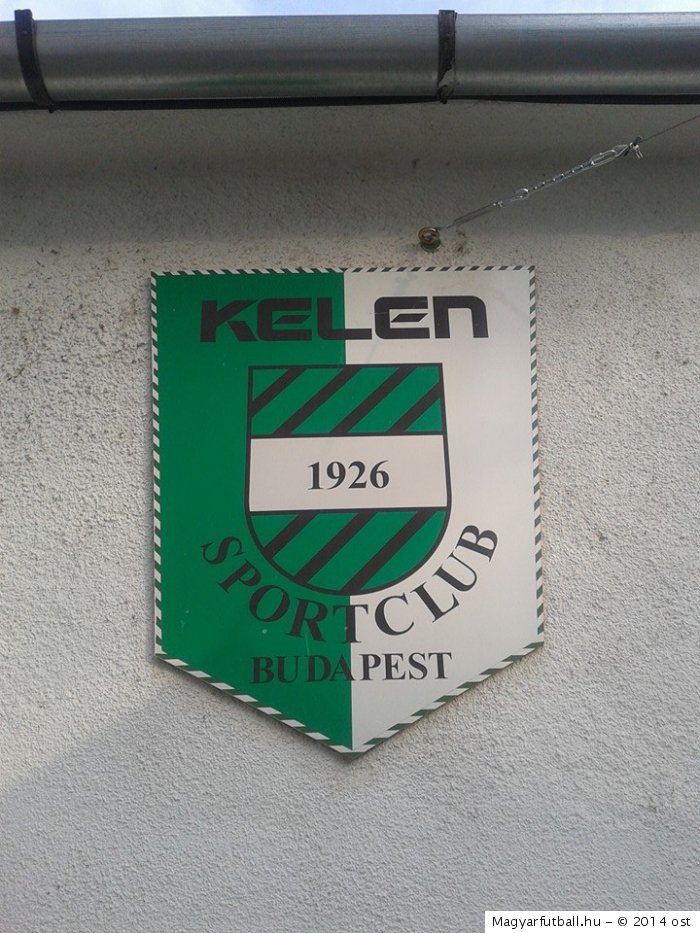 KELEN
1926
SPORTCLUB
BUDAPEST
Magyarfutball.hu – © 2014 ost